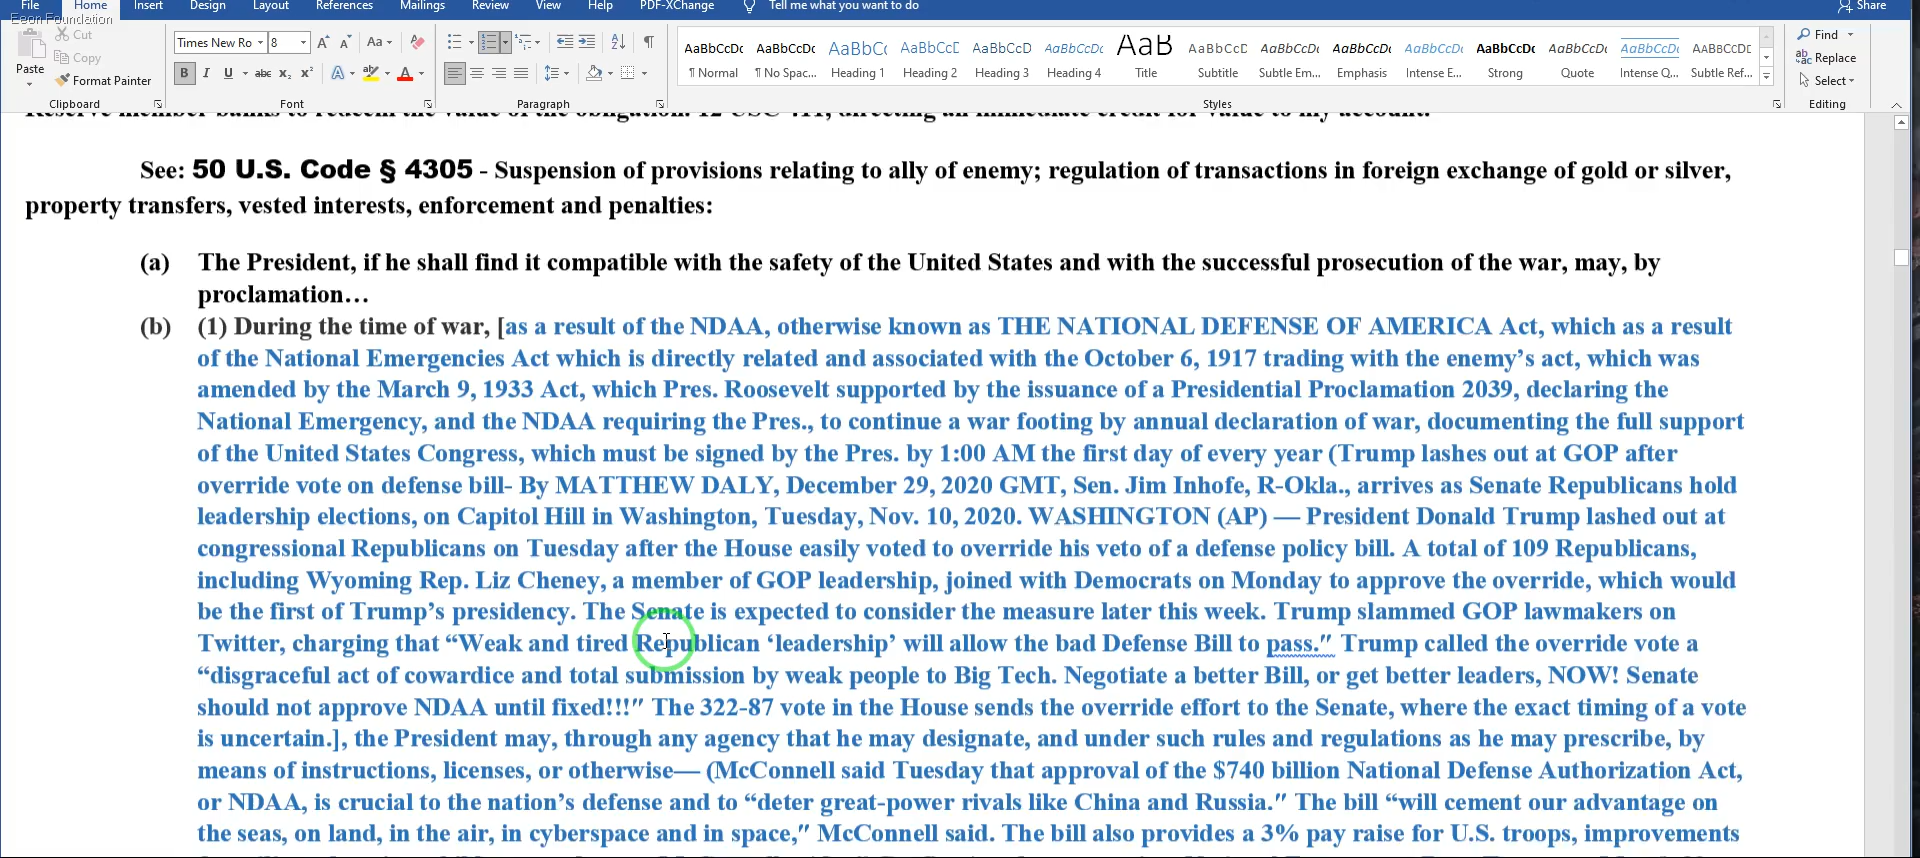 File Home Insert Design Layout References Mailings Review View Help PDF-XChange Tell me what you want to do Share
Eeon Foundation
Cut
Copy
Format Painter
Paste
Clipboard
Times New Ro 8
Font
Paragraph
AaBbCcDc AaBbCcDc AaBbCc AaBbCcD AaBbCcD AaBbCcDc AaB AaBbCcD AaBbCcDc AaBbCcDc AaBbCcDc AaBbCcDc AaBbCcDc AaBbCcDc AABBCCDE
¶ Normal ¶ No Spac... Heading 1 Heading 2 Heading 3 Heading 4 Title Subtitle Subtle Em... Emphasis Intense E... Strong Quote Intense Q... Subtle Ref...
Styles
Find
Replace
Select
Editing
Reserve member banks to redeem the value of the obligation. 12 USC 411, directing an immediate credit for value to my account.
See: 50 U.S. Code § 4305 - Suspension of provisions relating to ally of enemy; regulation of transactions in foreign exchange of gold or silver,
property transfers, vested interests, enforcement and penalties:
(a) The President, if he shall find it compatible with the safety of the United States and with the successful prosecution of the war, may, by
proclamation…
(b) (1) During the time of war, [as a result of the NDAA, otherwise known as THE NATIONAL DEFENSE OF AMERICA Act, which as a result
of the National Emergencies Act which is directly related and associated with the October 6, 1917 trading with the enemy’s act, which was
amended by the March 9, 1933 Act, which Pres. Roosevelt supported by the issuance of a Presidential Proclamation 2039, declaring the
National Emergency, and the NDAA requiring the Pres., to continue a war footing by annual declaration of war, documenting the full support
of the United States Congress, which must be signed by the Pres. by 1:00 AM the first day of every year (Trump lashes out at GOP after
override vote on defense bill- By MATTHEW DALY, December 29, 2020 GMT, Sen. Jim Inhofe, R-Okla., arrives as Senate Republicans hold
leadership elections, on Capitol Hill in Washington, Tuesday, Nov. 10, 2020. WASHINGTON (AP) — President Donald Trump lashed out at
congressional Republicans on Tuesday after the House easily voted to override his veto of a defense policy bill. A total of 109 Republicans,
including Wyoming Rep. Liz Cheney, a member of GOP leadership, joined with Democrats on Monday to approve the override, which would
be the first of Trump’s presidency. The Senate is expected to consider the measure later this week. Trump slammed GOP lawmakers on
Twitter, charging that “Weak and tired Republican ‘leadership’ will allow the bad Defense Bill to pass.″ Trump called the override vote a
“disgraceful act of cowardice and total submission by weak people to Big Tech. Negotiate a better Bill, or get better leaders, NOW! Senate
should not approve NDAA until fixed!!!″ The 322-87 vote in the House sends the override effort to the Senate, where the exact timing of a vote
is uncertain.], the President may, through any agency that he may designate, and under such rules and regulations as he may prescribe, by
means of instructions, licenses, or otherwise— (McConnell said Tuesday that approval of the $740 billion National Defense Authorization Act,
or NDAA, is crucial to the nation’s defense and to “deter great-power rivals like China and Russia.″ The bill “will cement our advantage on
the seas, on land, in the air, in cyberspace and in space,″ McConnell said. The bill also provides a 3% pay raise for U.S. troops, improvements